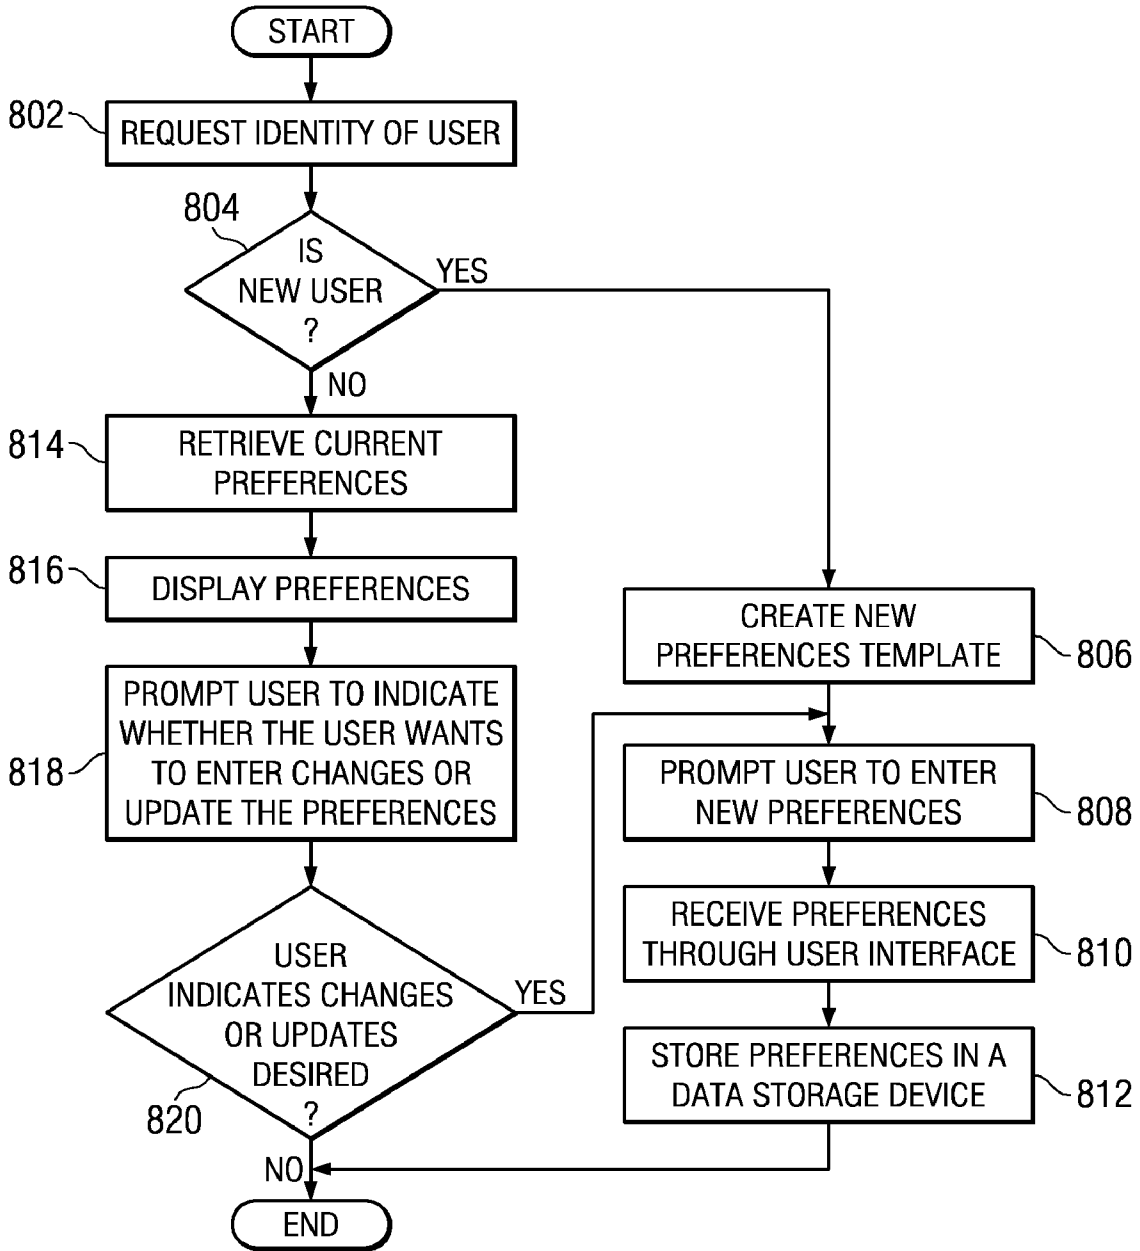 START
802
REQUEST IDENTITY OF USER
804
IS
NEW USER
?
YES
NO
814
RETRIEVE CURRENT
PREFERENCES
816
DISPLAY PREFERENCES
818
PROMPT USER TO INDICATE
WHETHER THE USER WANTS
TO ENTER CHANGES OR
UPDATE THE PREFERENCES
USER
INDICATES CHANGES
OR UPDATES
DESIRED
?
820
YES
NO
CREATE NEW
PREFERENCES TEMPLATE
806
PROMPT USER TO ENTER
NEW PREFERENCES
808
RECEIVE PREFERENCES
THROUGH USER INTERFACE
810
STORE PREFERENCES IN A
DATA STORAGE DEVICE
812
END